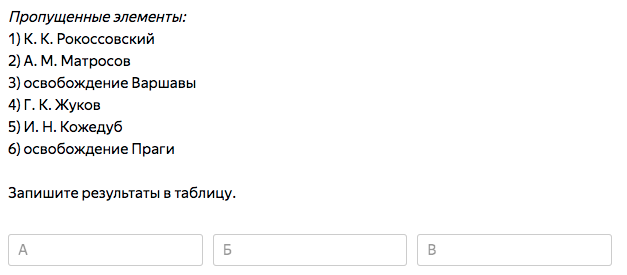 Пропущенные элементы:
1) К. К. Рокоссовский
2) А. М. Матросов
3) освобождение Варшавы
4) Г. К. Жуков
5) И. Н. Кожедуб
6) освобождение Праги
Запишите результаты в таблицу.
А Б В